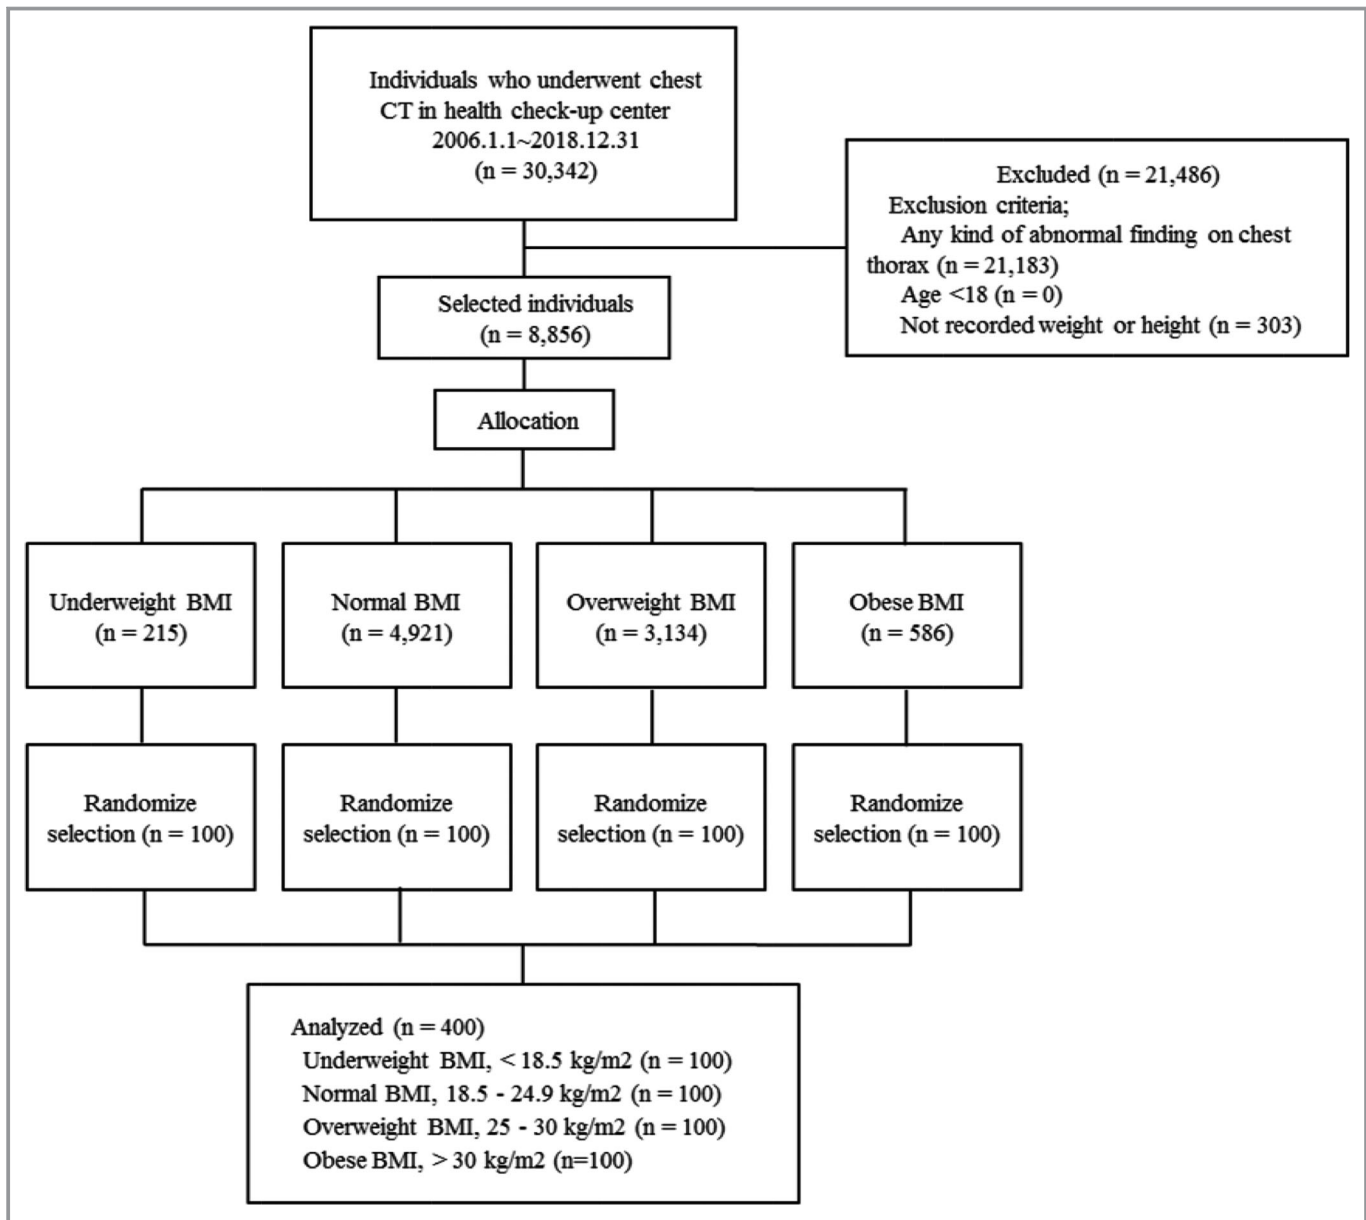 Individuals who underwent chest
CT in health check-up center
2006.1.1~2018.12.31
(n = 30,342)
Excluded (n = 21,486)
Exclusion criteria;
Any kind of abnormal finding on chest
thorax (n = 21,183)
Age <18 (n = 0)
Not recorded weight or height (n = 303)
Selected individuals
(n = 8,856)
Allocation
Underweight BMI
(n = 215)
Normal BMI
(n = 4,921)
Overweight BMI
(n = 3,134)
Obese BMI
(n = 586)
Randomize
selection (n = 100)
Randomize
selection (n = 100)
Randomize
selection (n = 100)
Randomize
selection (n = 100)
Analyzed (n = 400)
Underweight BMI, < 18.5 kg/m2 (n = 100)
Normal BMI, 18.5 - 24.9 kg/m2 (n = 100)
Overweight BMI, 25 - 30 kg/m2 (n = 100)
Obese BMI, > 30 kg/m2 (n=100)